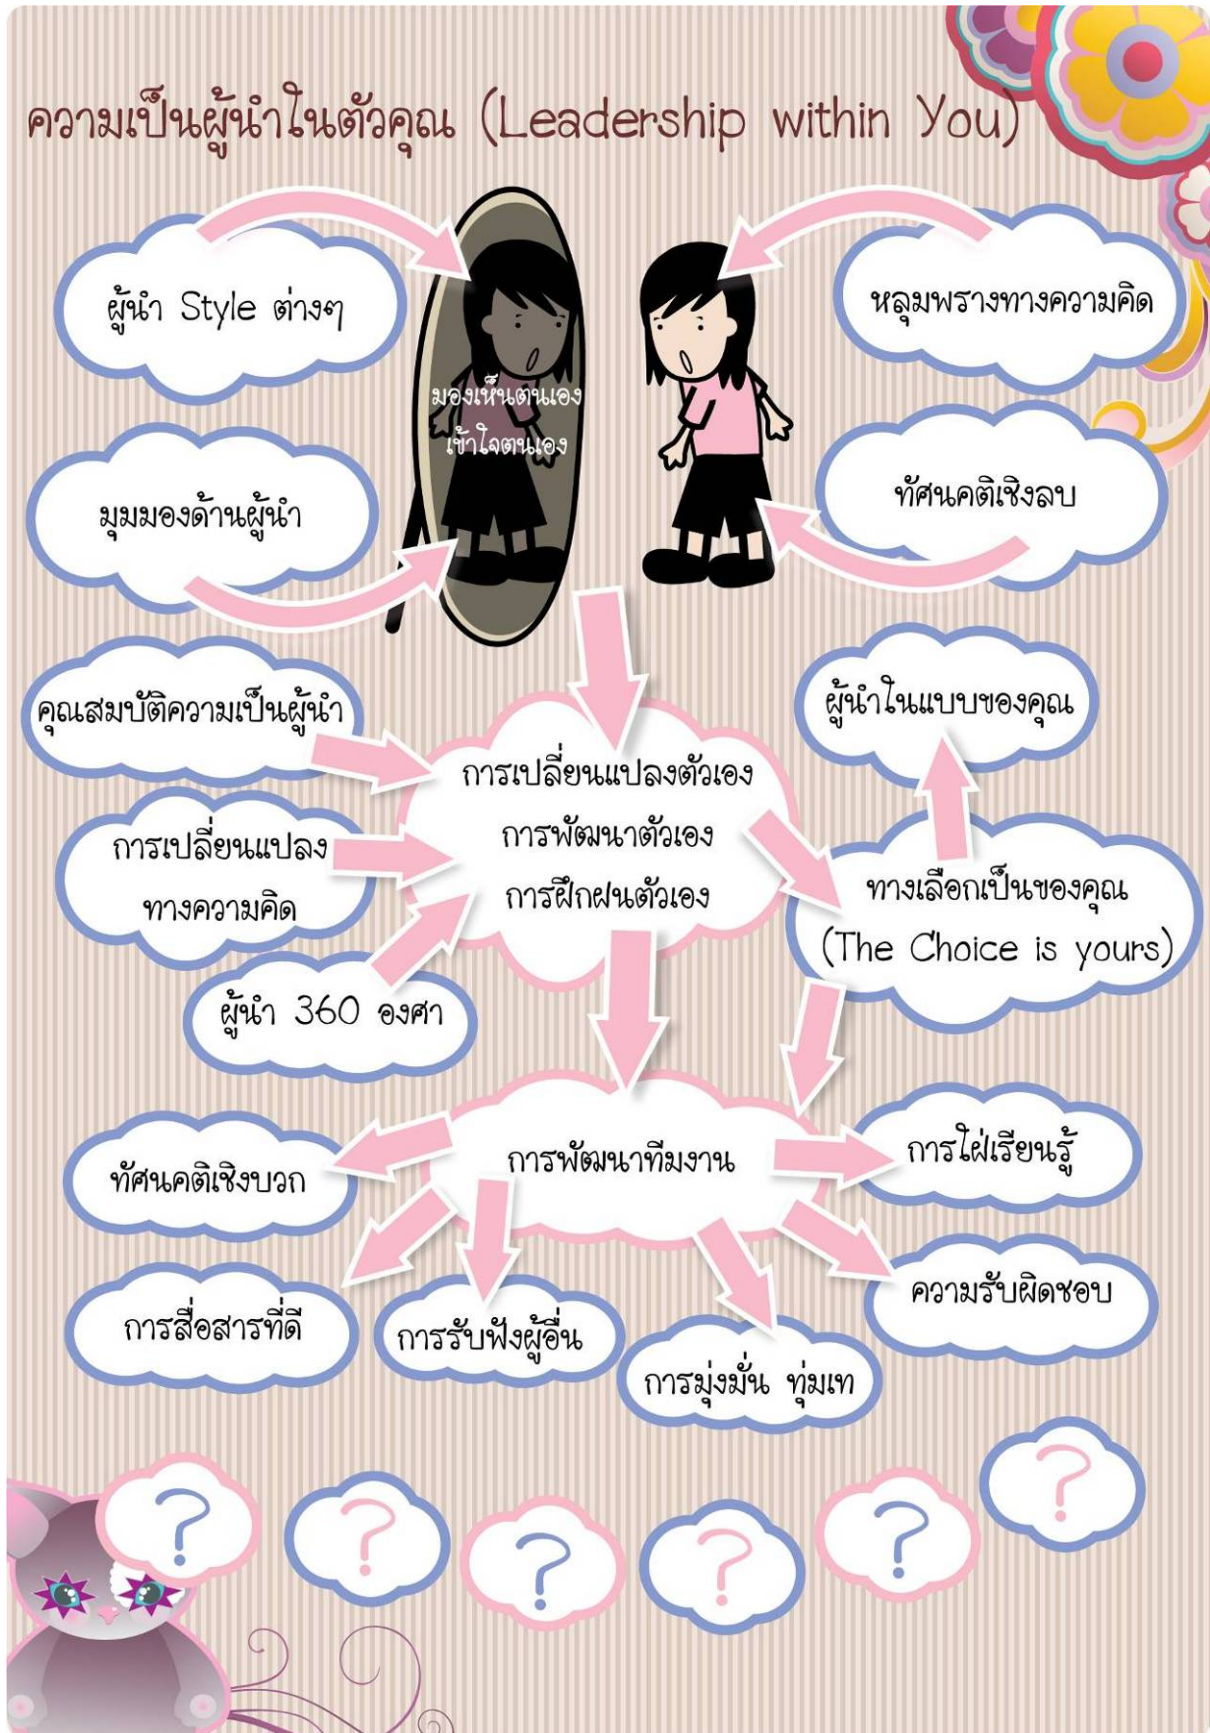 ความเป็นผู้นำในตัวคุณ (Leadership within You)
ผู้นำ Style ต่างๆ
หลุมพรางทางความคิด
มองเห็นตนเอง
เข้าใจตนเอง
มุมมองด้านผู้นำ
ทัศนคติเชิงลบ
คุณสมบัติความเป็นผู้นำ
ผู้นำในแบบของคุณ
การเปลี่ยนแปลงตัวเอง
การพัฒนาตัวเอง
การฝึกฝนตัวเอง
การเปลี่ยนแปลง
ทางความคิด
ทางเลือกเป็นของคุณ
(The Choice is yours)
ผู้นำ 360 องศา
การพัฒนาทีมงาน
การใฝ่เรียนรู้
ทัศนคติเชิงบวก
ความรับผิดชอบ
การสื่อสารที่ดี
การรับฟังผู้อื่น
การมุ่งมั่น ทุ่มเท
?
?
?
?
?
?